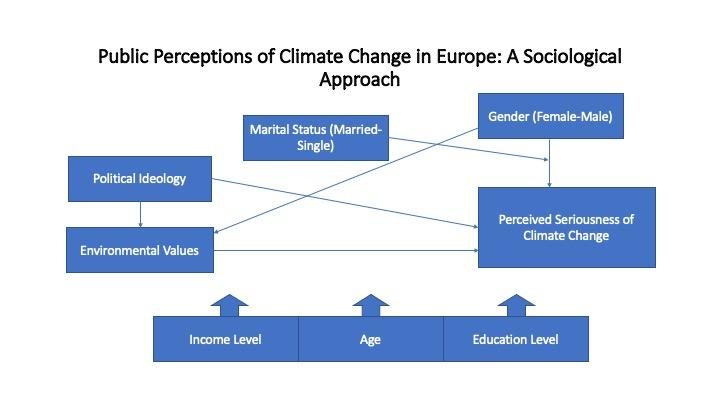 Public Perceptions of Climate Change in Europe: A Sociological
Approach
Gender (Female-Male)
Marital Status (Married-
Single)
Political Ideology
Perceived Seriousness of
Climate Change
Environmental Values
Income Level
Age
Education Level